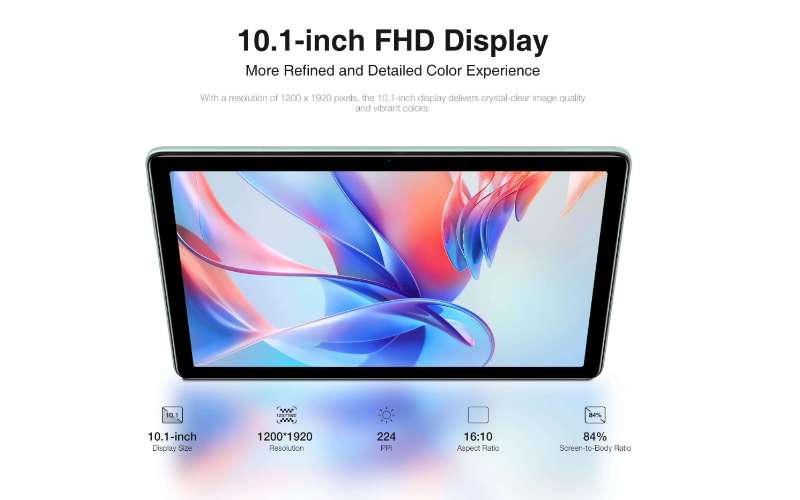 10.1-inch FHD Display
More Refined and Detailed Color Experience
With a resolution of 1200 x 1920 pixels, the 10.1-inch display delivers crystal-clear image quality
and vibrant colors.
10.1
1200*1920
84%
10.1-inch
1200*1920
224
16:10
84%
Display Size
Resolution
PPi
Aspect Ratio
Screen-to-Body Ratio